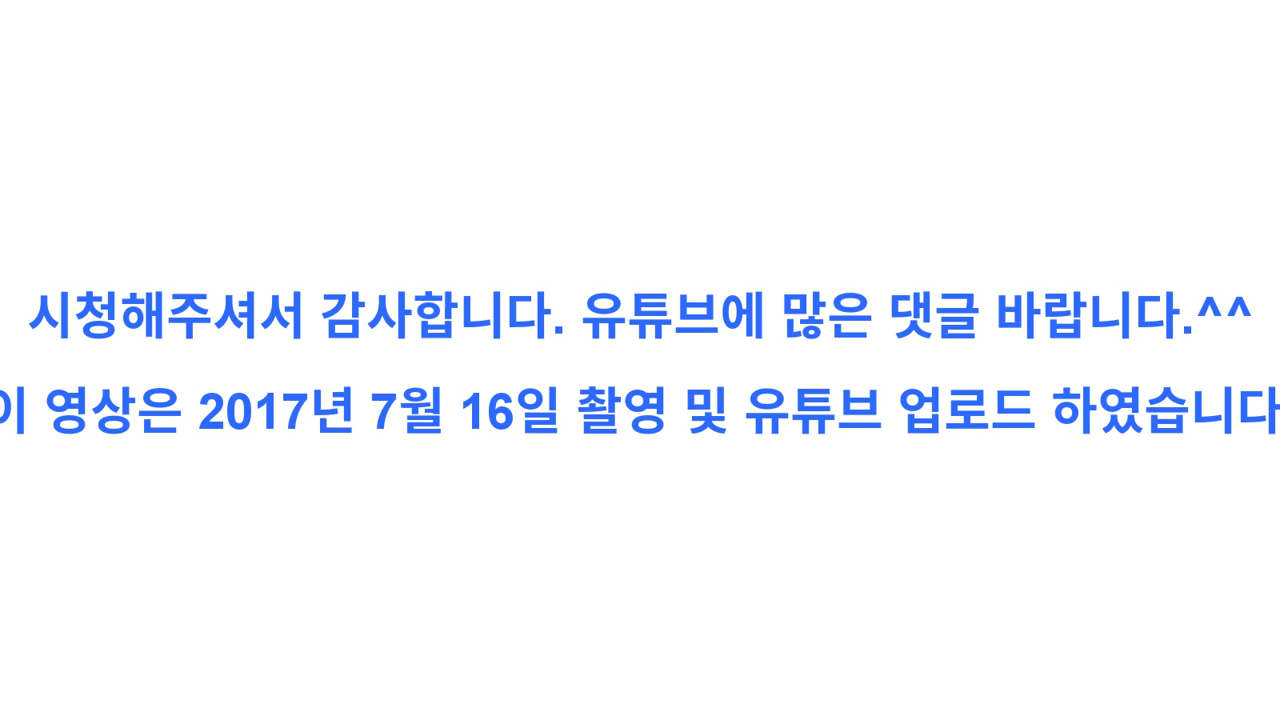 시청해주셔서 감사합니다. 유튜브에 많은 댓글 바랍니다.^^
이 영상은 2017년 7월 16일 촬영 및 유튜브 업로드 하였습니다